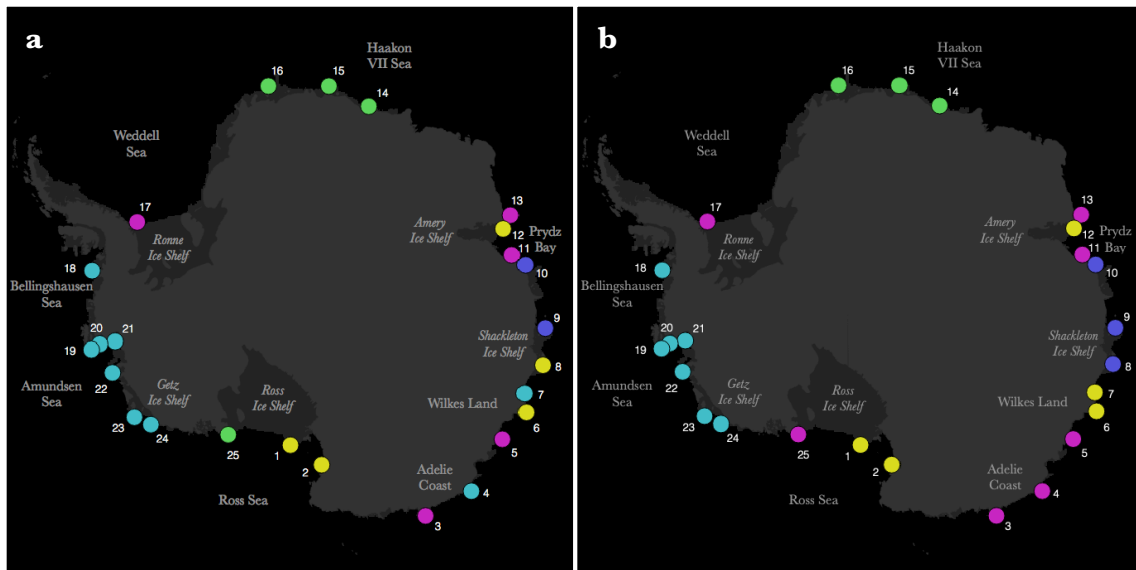 a
Haakon
VII Sea
16
15
14
Weddell
Sea
17
13
Amery
Ice Shelf
12
Prydz
Bay
11
10
Ronne
Ice Shelf
18
Bellingshausen
Sea
9
20
21
19
Shackleton
Ice Shelf
8
22
Amundsen
Sea
Getz
Ice Shelf
Ross
Ice Shelf
7
Wilkes Land
6
23
24
25
1
5
2
Adelie
Coast
4
Ross Sea
3
b
Haakon
VII Sea
16
15
14
Weddell
Sea
17
13
Amery
Ice Shelf
12
Prydz
Bay
11
10
Ronne
Ice Shelf
18
Bellingshausen
Sea
9
20
21
19
Shackleton
Ice Shelf
8
22
Amundsen
Sea
Getz
Ice Shelf
Ross
Ice Shelf
7
Wilkes Land
6
23
24
25
1
5
2
Adelie
Coast
4
Ross Sea
3